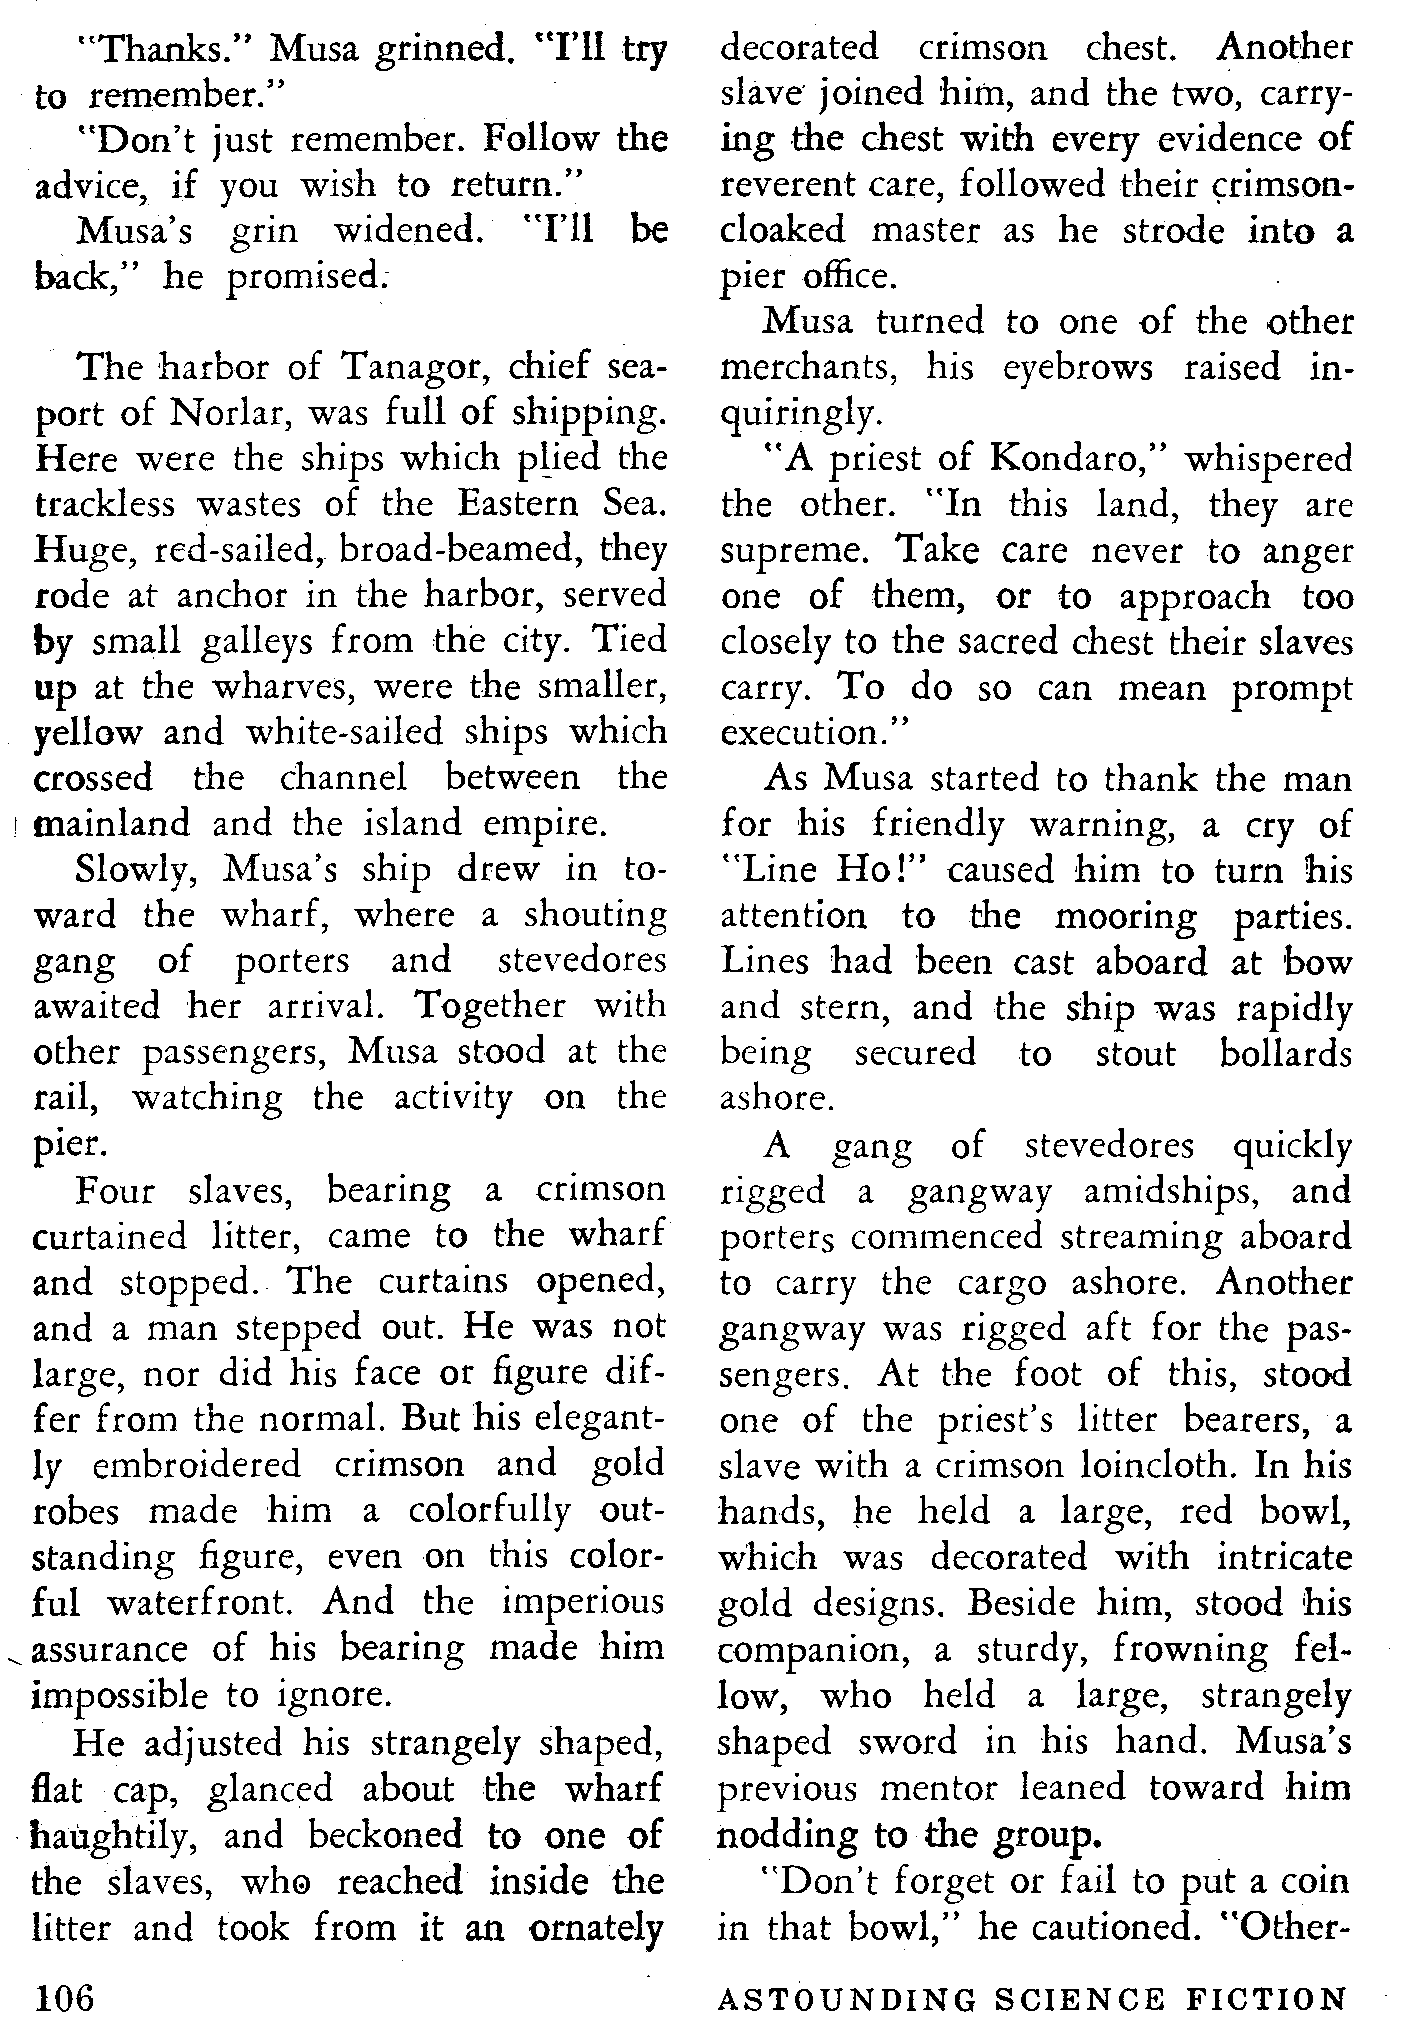 "Thanks." Musa grinned. "I'll try
to remember."
"Don't just remember. Follow the
advice, if you wish to return."
Musa's grin widened. "I'll be
back," he promised.
The harbor of Tanagor, chief sea-
port of Norlar, was full of shipping.
Here were the ships which plied the
trackless wastes of the Eastern Sea.
Huge, red-sailed, broad-beamed, they
rode at anchor in the harbor, served
by small galleys from the city. Tied
up at the wharves, were the smaller,
yellow and white-sailed ships which
crossed the channel between the
mainland and the island empire.
Slowly, Musa's ship drew in to-
ward the wharf, where a shouting
gang of porters and stevedores
awaited her arrival. Together with
other passengers, Musa stood at the
rail, watching the activity on the
pier.
Four slaves, bearing a crimson
curtained litter, came to the wharf
and stopped. The curtains opened,
and a man stepped out. He was not
large, nor did his face or figure dif-
fer from the normal. But his elegant-
ly embroidered crimson and gold
robes made him a colorfully out-
standing figure, even on this color-
ful waterfront. And the imperious
assurance of his bearing made him
impossible to ignore.
He adjusted his strangely shaped,
flat cap, glanced about the wharf
haughtily, and beckoned to one of
the slaves, who reached inside the
litter and took from it an ornately
decorated crimson chest. Another
slave joined him, and the two, carry-
ing the chest with every evidence of
reverent care, followed their crimson-
cloaked master as he strode into a
pier office.
Musa turned to one of the other
merchants, his eyebrows raised in-
quiringly.
"A priest of Kondaro," whispered
the other. "In this land, they are
supreme. Take care never to anger
one of them, or to approach too
closely to the sacred chest their slaves
carry. To do so can mean prompt
execution."
As Musa started to thank the man
for his friendly warning, a cry of
"Line Ho!" caused him to turn his
attention to the mooring parties.
Lines had been cast aboard at bow
and stern, and the ship was rapidly
being secured to stout bollards
ashore.
A gang of stevedores quickly
rigged a gangway amidships, and
porters commenced streaming aboard
to carry the cargo ashore. Another
gangway was rigged aft for the pas-
sengers. At the foot of this, stood
one of the priest's litter bearers, a
slave with a crimson loincloth. In his
hands, he held a large, red bowl,
which was decorated with intricate
gold designs. Beside him, stood his
companion, a sturdy, frowning fel-
low, who held a large, strangely
shaped sword in his hand. Musa's
previous mentor leaned toward him
nodding to the group.
"Don't forget or fail to put a coin
in that bowl," he cautioned. "Other-
106
ASTOUNDING SCIENCE FICTION